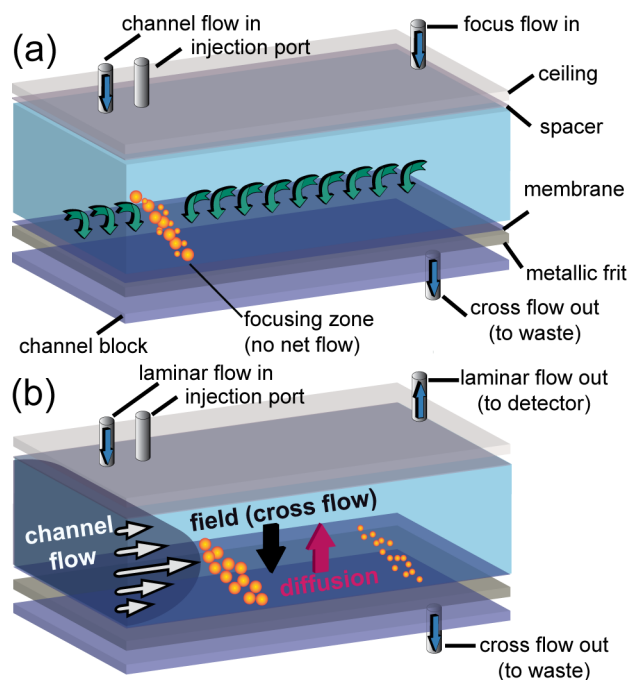 (a)
channel flow in
injection port
focus flow in
ceiling
spacer
membrane
metallic frit
cross flow out
(to waste)
focusing zone
(no net flow)
channel block
(b)
laminar flow in
injection port
laminar flow out
(to detector)
channel
flow
field (cross flow)
diffusion
cross flow out
(to waste)